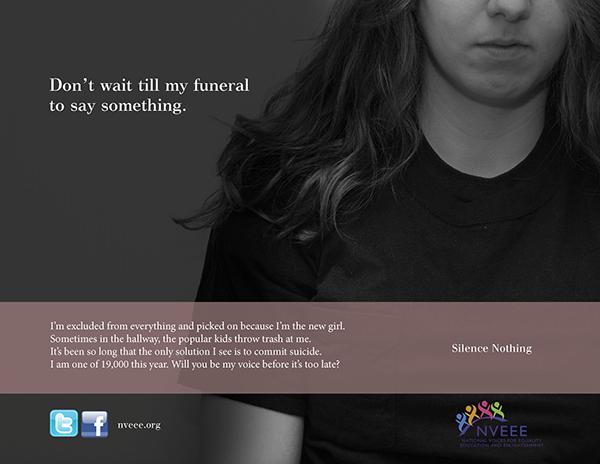 Don't wait till my funeral
to say something.
I'm excluded from everything and picked on because I'm the new girl.
Sometimes in the hallway, the popular kids throw trash at me.
It's been so long that the only solution I see is to commit suicide.
I am one of 19,000 this year. Will you be my voice before it's too late?
Silence Nothing
nveee.org
NVEEE
NATIONAL VOICES FOR EQUALITY
EDUCATION AND ENLIGHTENMENT